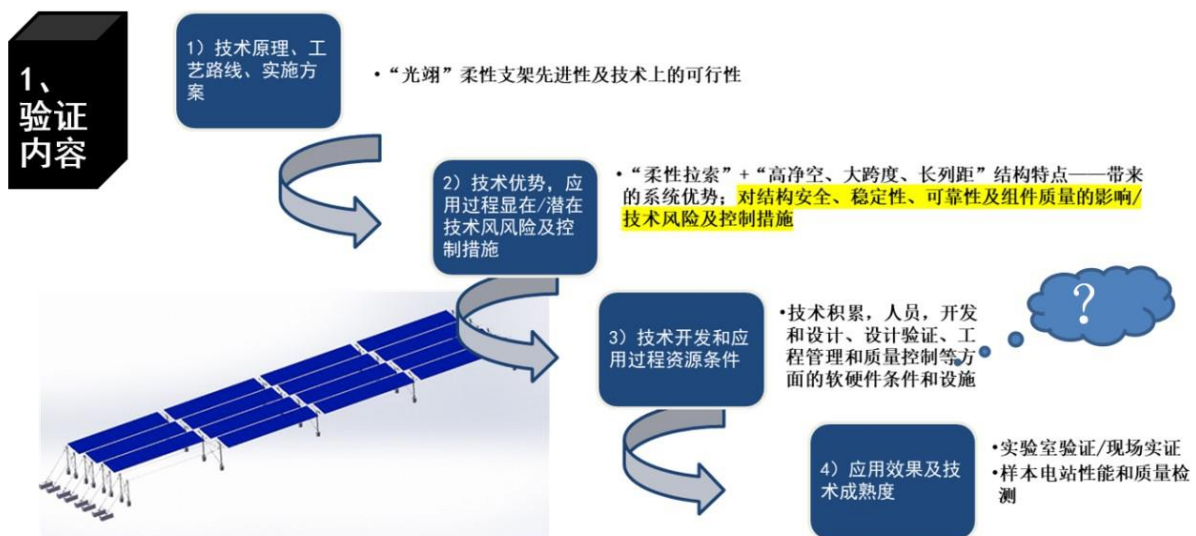 1、
验证
内容
1）技术原理、工
艺路线、实施方
案
•“光翊”柔性支架先进性及技术上的可行性
2）技术优势，应
用过程显在/潜在
技术风风险及控
制措施
•“柔性拉索”+“高净空、大跨度、长列距”结构特点——带来
的系统优势；对结构安全、稳定性、可靠性及组件质量的影响/
技术风险及控制措施
3）技术开发和应
用过程资源条件
•技术积累，人员，开发
和设计、设计验证、工
程管理和质量控制等方
面的软硬件条件和设施
?
4）应用效果及技
术成熟度
•实验室验证/现场实证
•样本电站性能和质量检
测